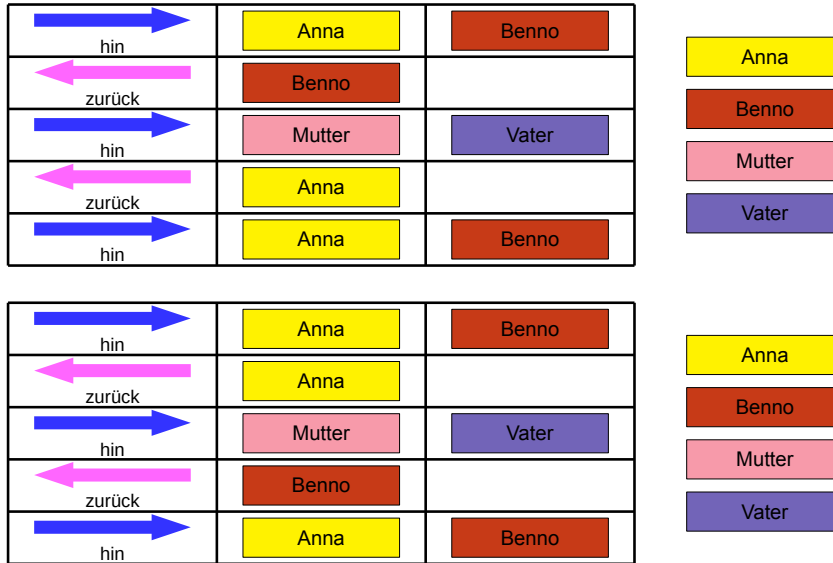 hin Anna Benno
zurück Benno
hin Mutter Vater
zurück Anna
hin Anna Benno
Anna
Benno
Mutter
Vater
hin Anna Benno
zurück Anna
hin Mutter Vater
zurück Benno
hin Anna Benno
Anna
Benno
Mutter
Vater